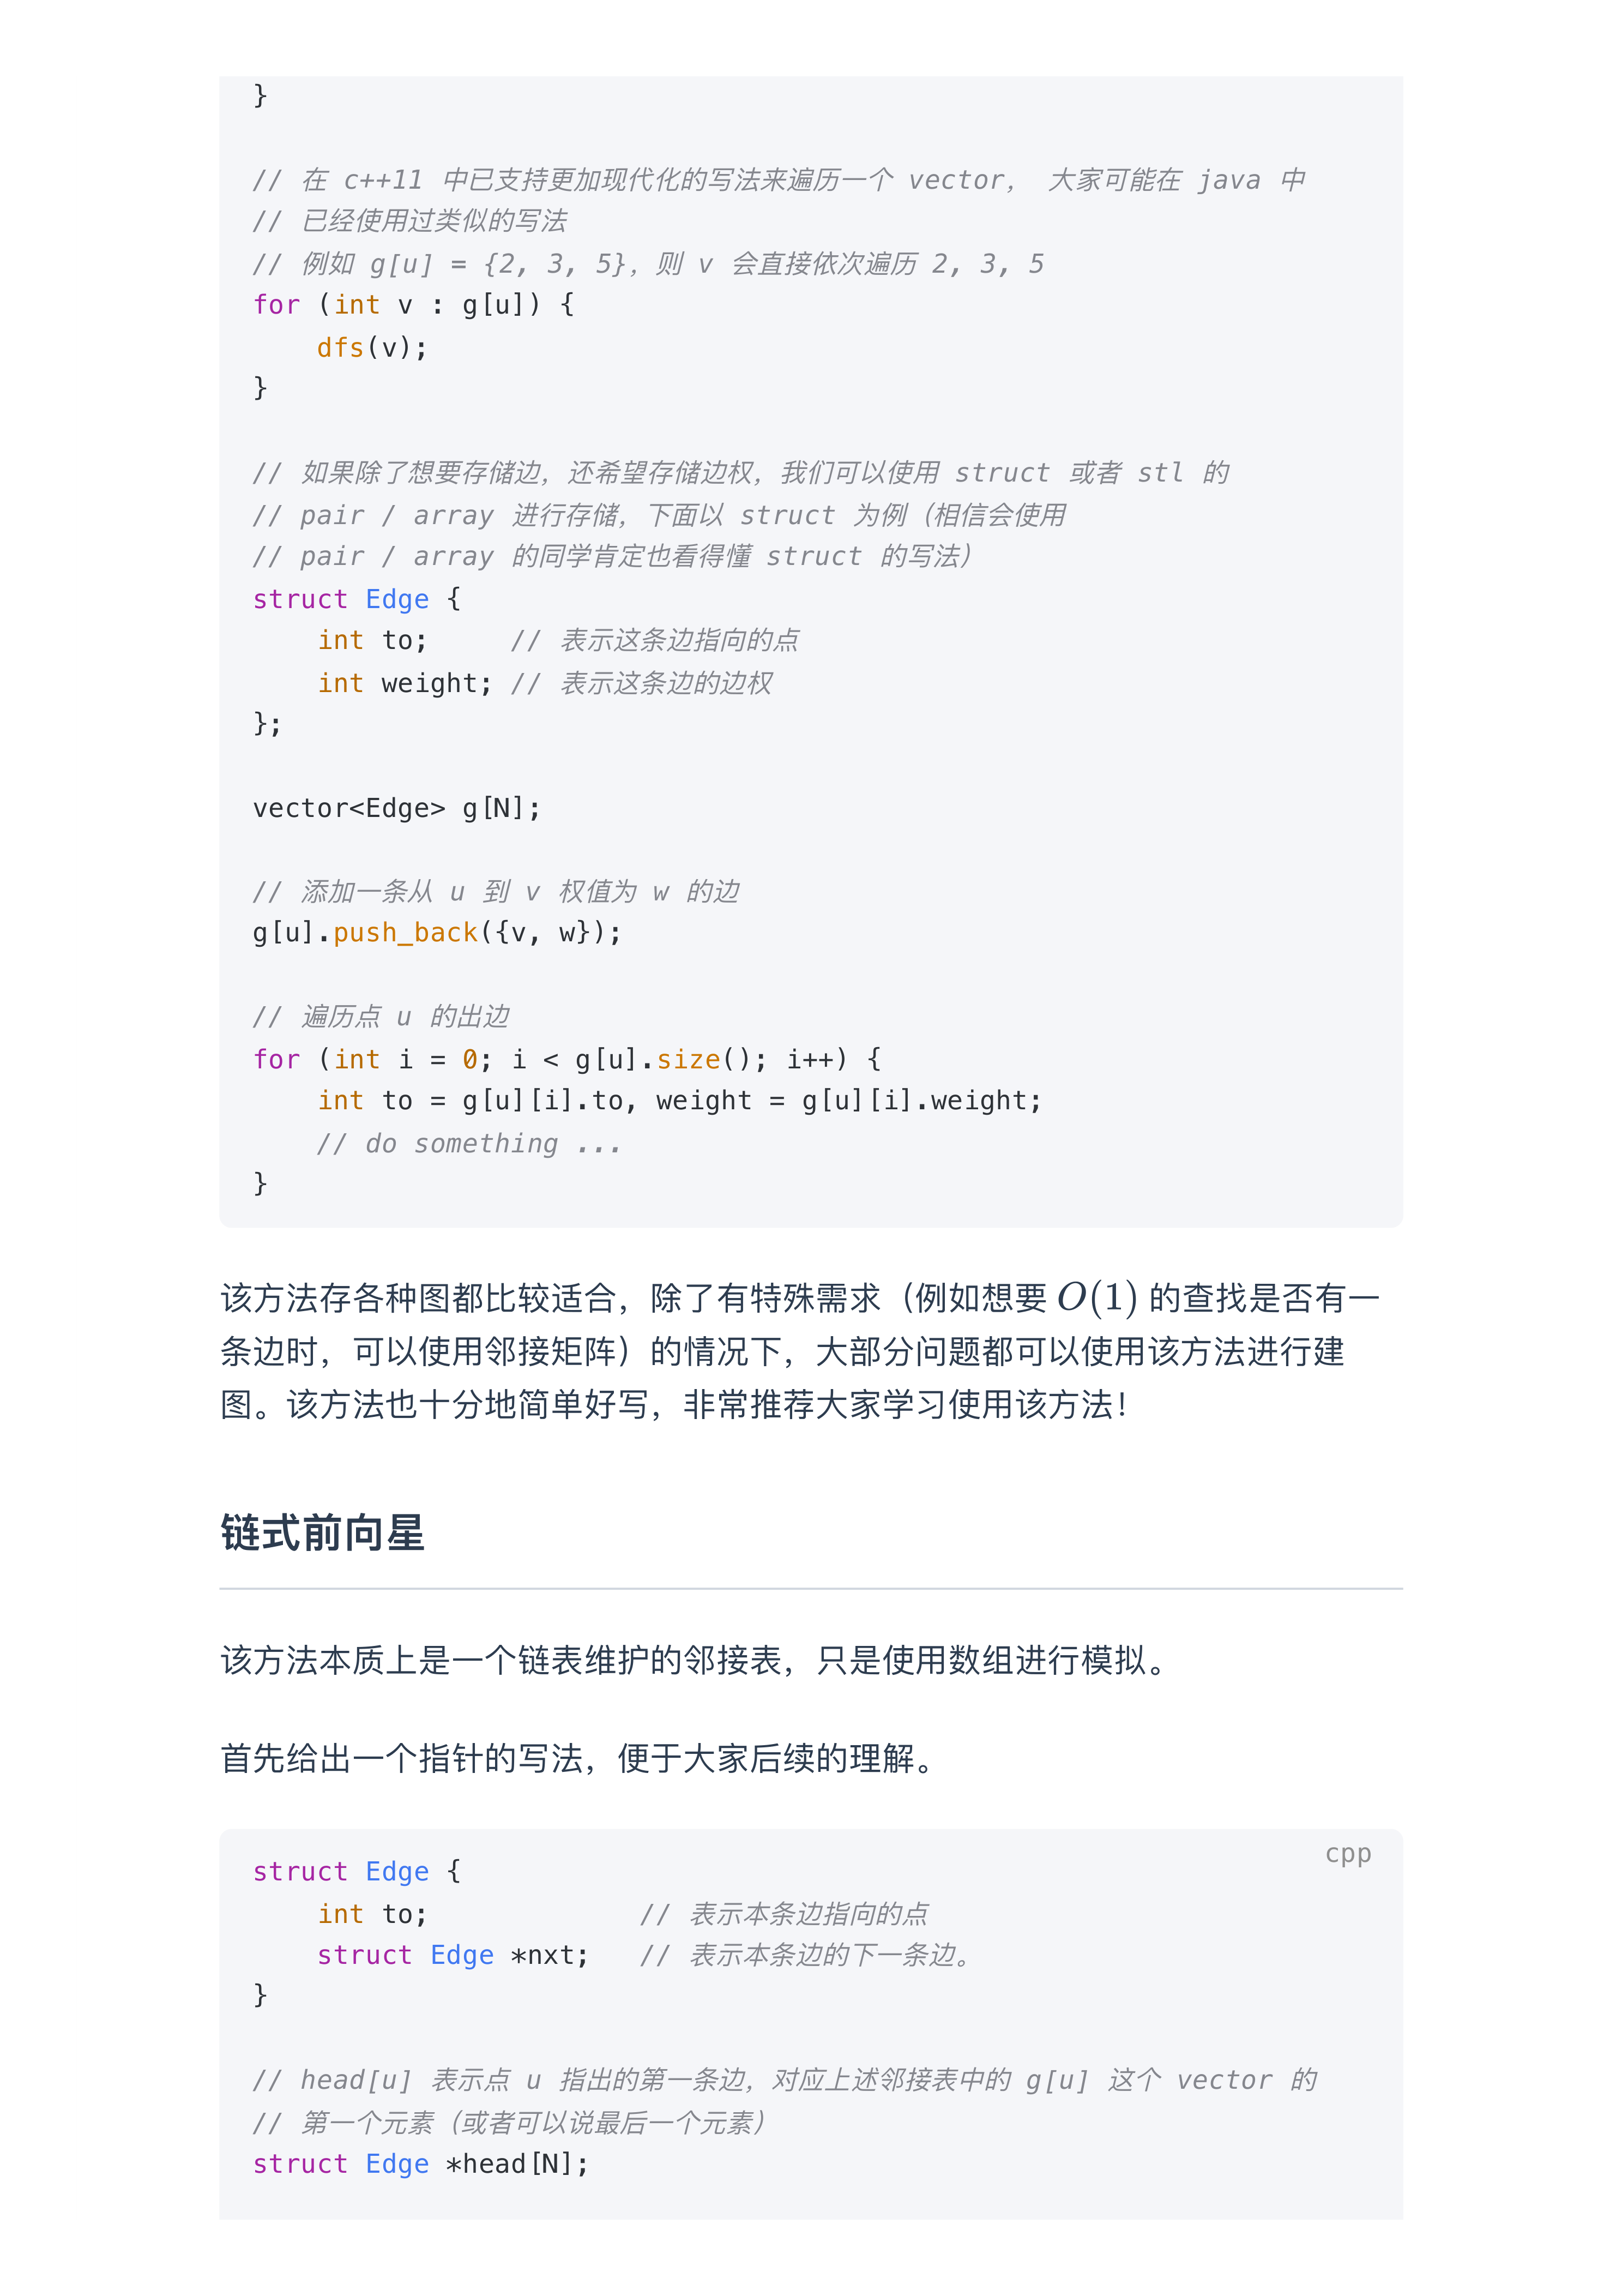 }

// 在 c++11 中已支持更加现代化的写法来遍历一个 vector， 大家可能在 java 中
// 已经使用过类似的写法
// 例如 g[u] = {2, 3, 5}，则 v 会直接依次遍历 2, 3, 5
for (int v : g[u]) {
    dfs(v);
}

// 如果除了想要存储边，还希望存储边权，我们可以使用 struct 或者 stl 的
// pair / array 进行存储，下面以 struct 为例（相信会使用
// pair / array 的同学肯定也看得懂 struct 的写法）
struct Edge {
    int to;     // 表示这条边指向的点
    int weight; // 表示这条边的边权
};

vector<Edge> g[N];

// 添加一条从 u 到 v 权值为 w 的边
g[u].push_back({v, w});

// 遍历点 u 的出边
for (int i = 0; i < g[u].size(); i++) {
    int to = g[u][i].to, weight = g[u][i].weight;
    // do something ...
}

该方法存各种图都比较适合，除了有特殊需求（例如想要 O(1) 的查找是否有一
条边时，可以使用邻接矩阵）的情况下，大部分问题都可以使用该方法进行建
图。该方法也十分地简单好写，非常推荐大家学习使用该方法！

链式前向星

该方法本质上是一个链表维护的邻接表，只是使用数组进行模拟。

首先给出一个指针的写法，便于大家后续的理解。

cpp
struct Edge {
    int to;             // 表示本条边指向的点
    struct Edge *nxt;   // 表示本条边的下一条边。
}

// head[u] 表示点 u 指出的第一条边，对应上述邻接表中的 g[u] 这个 vector 的
// 第一个元素（或者可以说最后一个元素）
struct Edge *head[N];